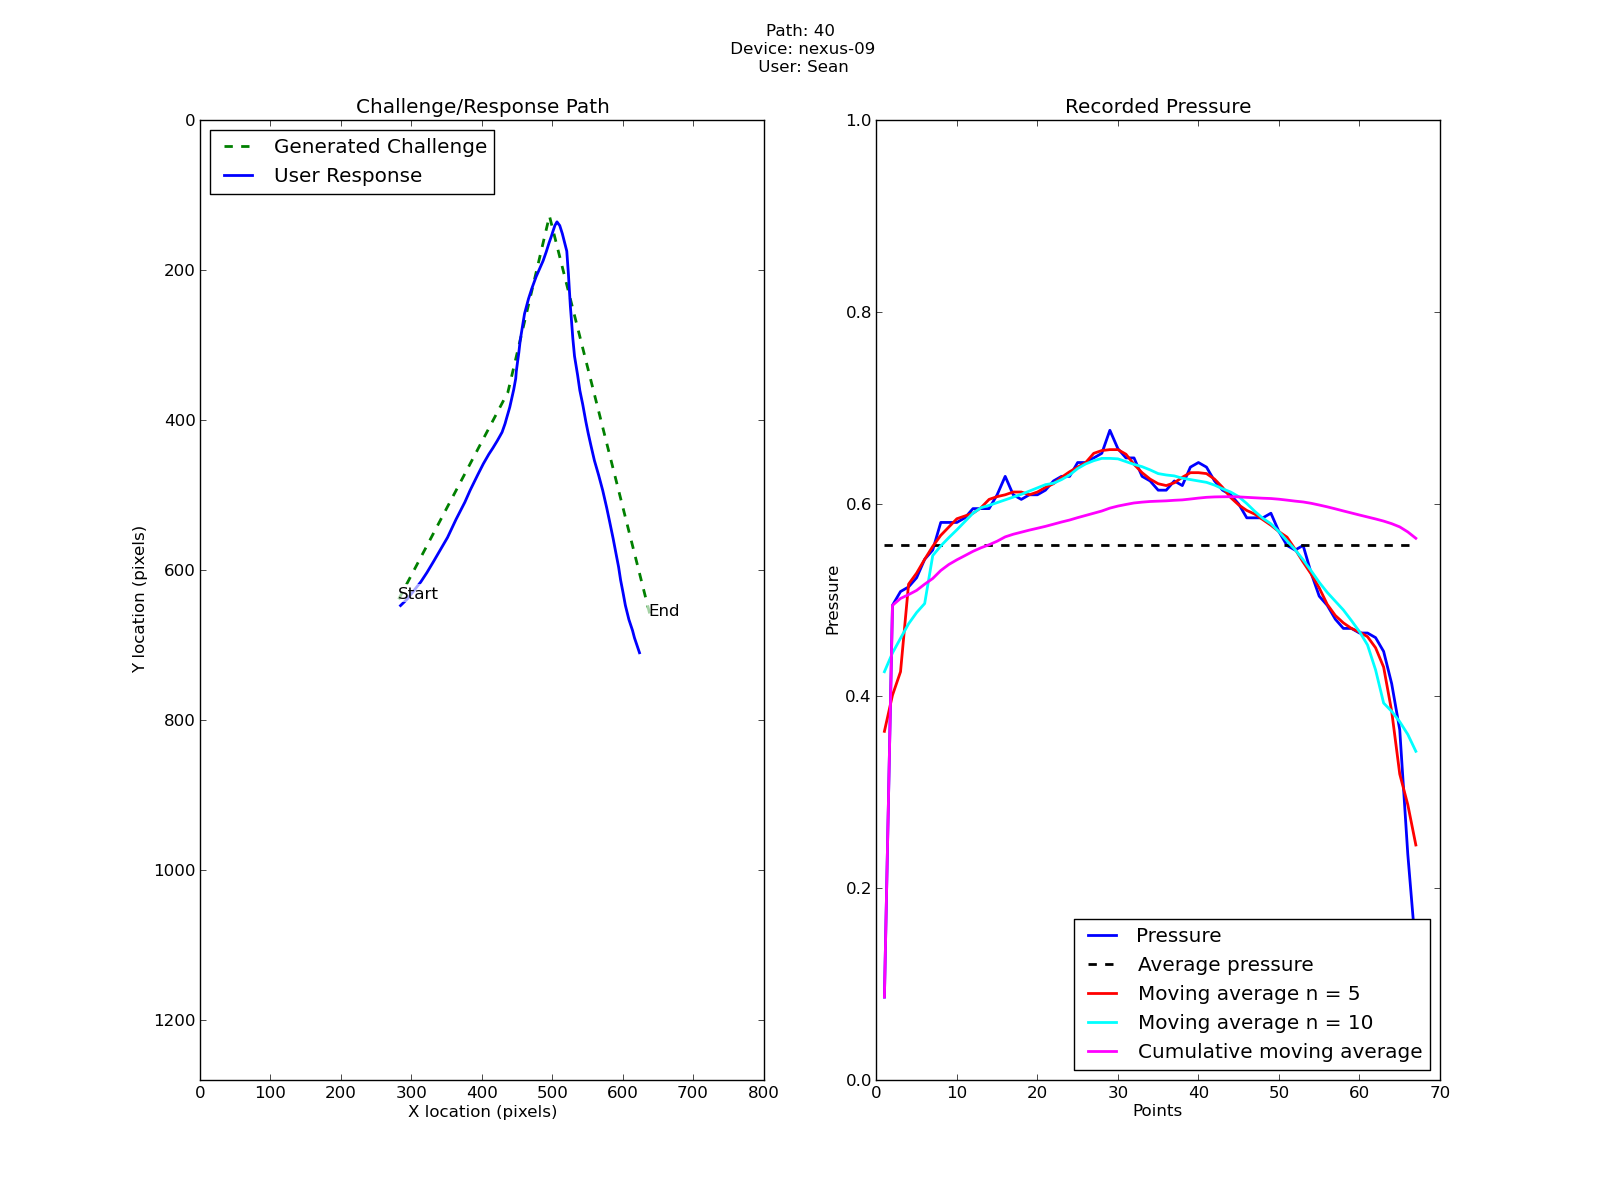 Path: 40
Device: nexus-09
User: Sean
Challenge/Response Path
Generated Challenge
User Response
0
200
400
600
800
1000
1200
Y location (pixels)
Start
End
0 100 200 300 400 500 600 700 800
X location (pixels)
Recorded Pressure
1.0
0.8
0.6
0.4
0.2
0.0
Pressure
Pressure
Average pressure
Moving average n = 5
Moving average n = 10
Cumulative moving average
0 10 20 30 40 50 60 70
Points